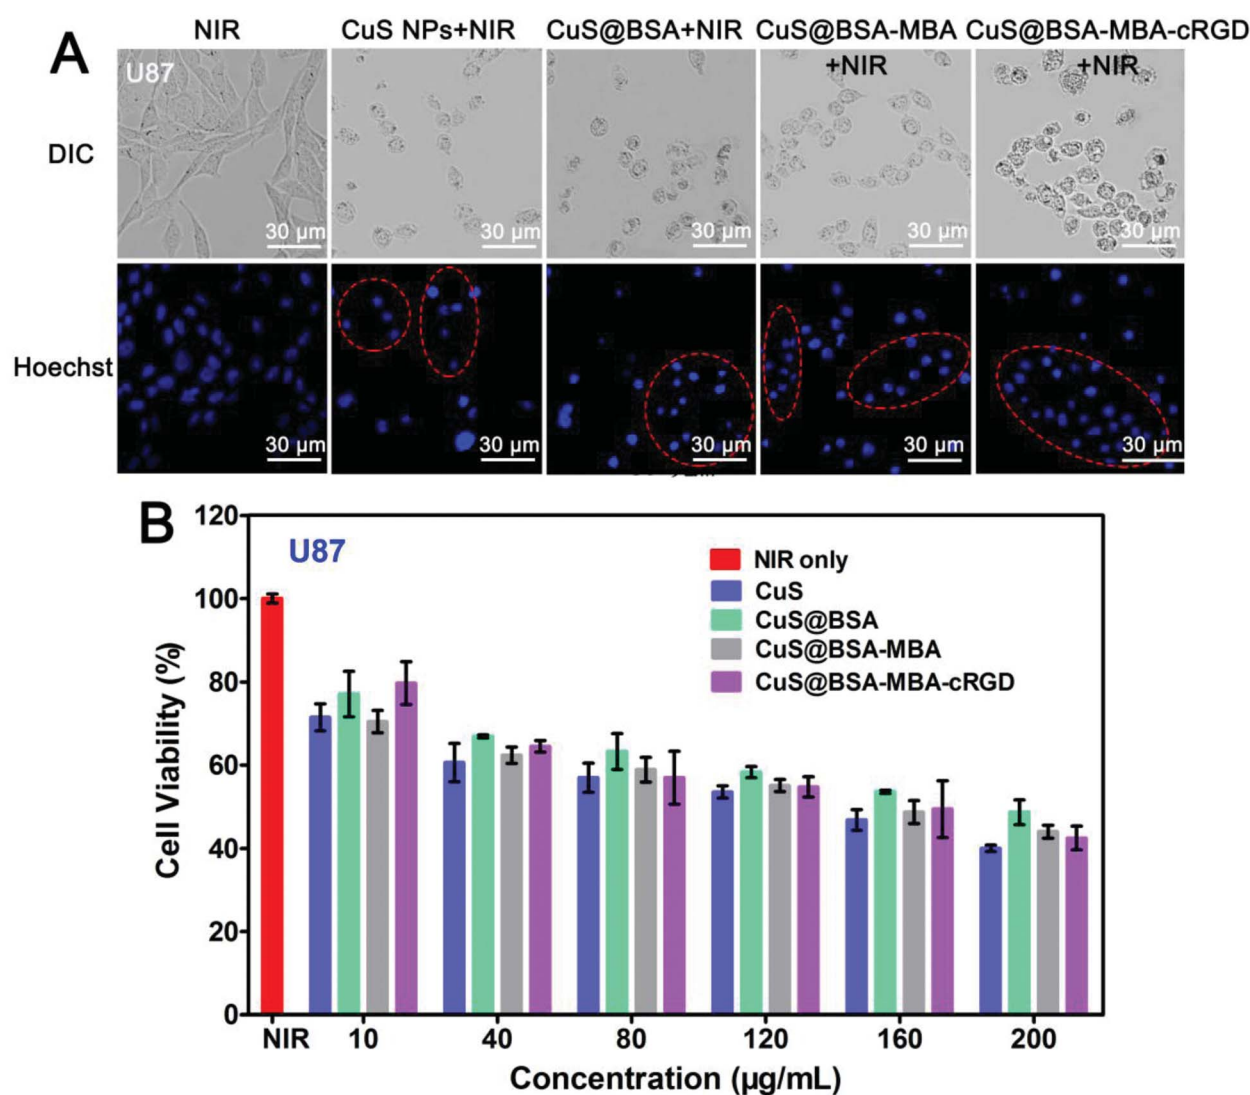 A
NIR
CuS NPs+NIR
CuS@BSA+NIR
CuS@BSA-MBA
+NIR
CuS@BSA-MBA-cRGD
+NIR
U87
DIC
30 µm
30 µm
30 µm
30 µm
30 µm
Hoechst
30 µm
30 µm
30 µm
30 µm
B
U87
NIR only
CuS
CuS@BSA
CuS@BSA-MBA
CuS@BSA-MBA-cRGD
Cell Viability (%)
120
100
80
60
40
20
0
NIR 10 40 80 120 160 200
Concentration (µg/mL)